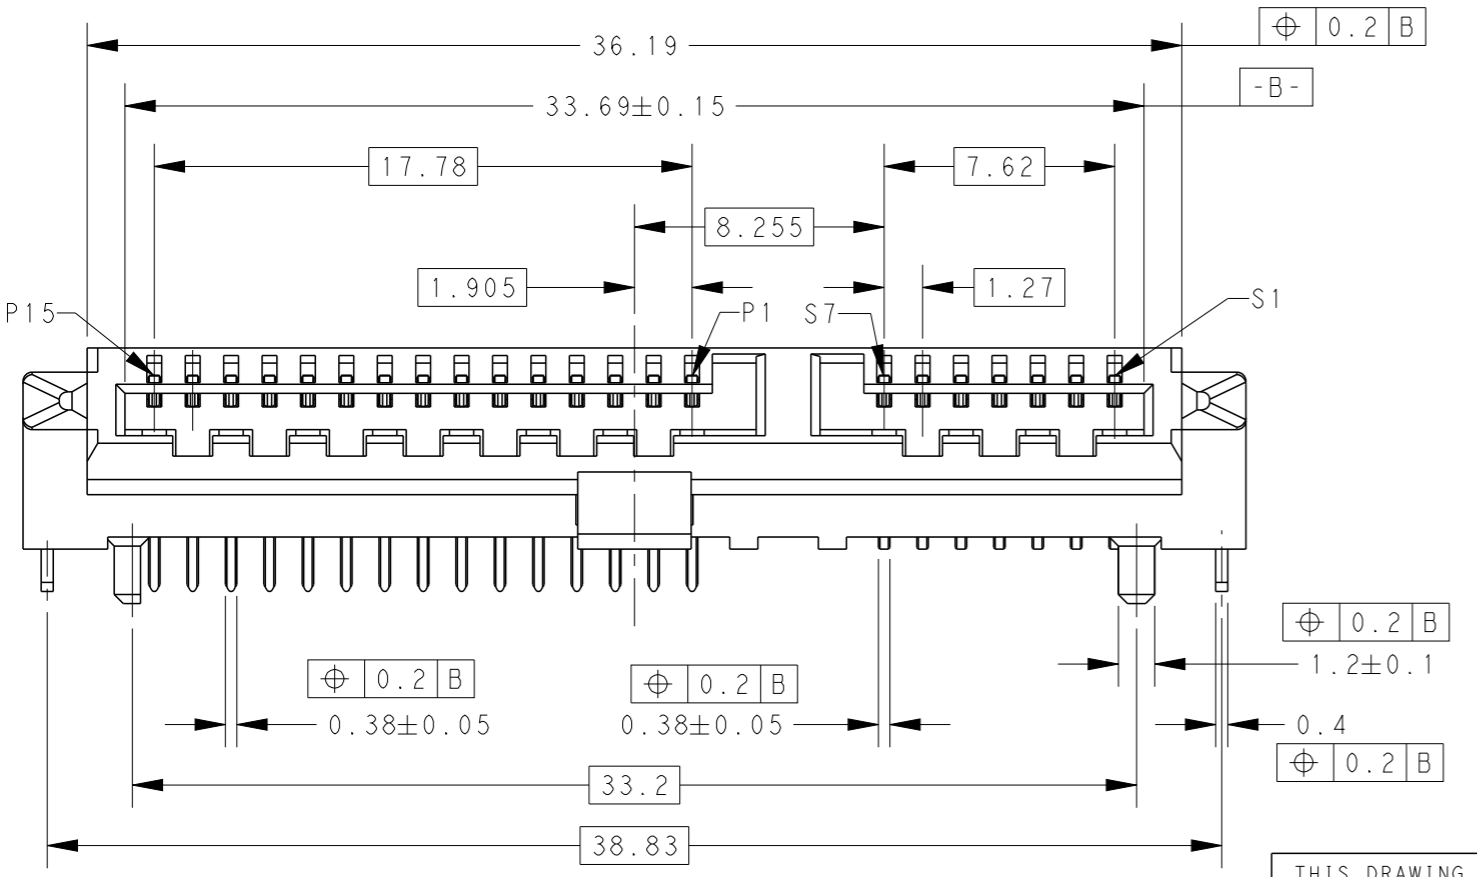 36.19
⌖ 0.2 B
-B-
33.69±0.15
17.78
7.62
8.255
1.905
1.27
P15
P1
S7
S1
⌖ 0.2 B
1.2±0.1
⌖ 0.2 B
0.38±0.05
⌖ 0.2 B
0.38±0.05
0.4
⌖ 0.2 B
33.2
38.83
THIS DRAWING